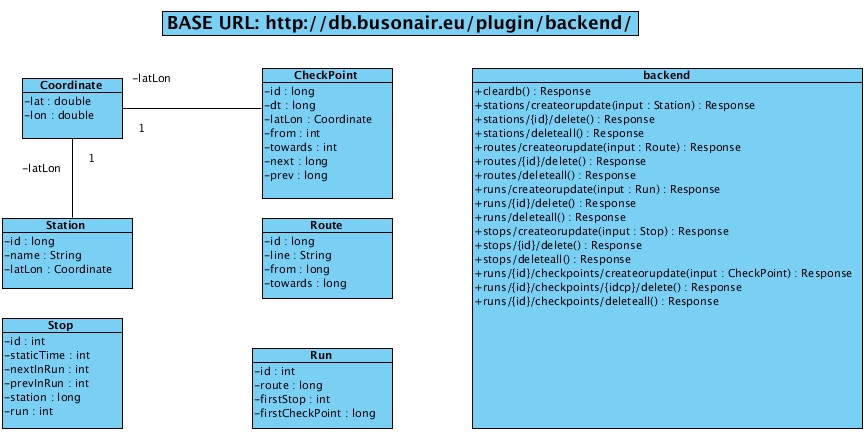 BASE URL: http://db.busonair.eu/plugin/backend/
Coordinate
-lat : double
-lon : double
-latLon
1
1
-latLon
CheckPoint
-id : long
-dt : long
-latLon : Coordinate
-from : int
-towards : int
-next : long
-prev : long
Station
-id : long
-name : String
-latLon : Coordinate
Route
-id : long
-line : String
-from : long
-towards : long
Stop
-id : int
-staticTime : int
-nextInRun : int
-prevInRun : int
-station : long
-run : int
Run
-id : int
-route : long
-firstStop : int
-firstCheckPoint : long
backend
+cleardb() : Response
+stations/createorupdate(input : Station) : Response
+stations/{id}/delete() : Response
+stations/deleteall() : Response
+routes/createorupdate(input : Route) : Response
+routes/{id}/delete() : Response
+routes/deleteall() : Response
+runs/createorupdate(input : Run) : Response
+runs/{id}/delete() : Response
+runs/deleteall() : Response
+stops/createorupdate(input : Stop) : Response
+stops/{id}/delete() : Response
+stops/deleteall() : Response
+runs/{id}/checkpoints/createorupdate(input : CheckPoint) : Response
+runs/{id}/checkpoints/{idcp}/delete() : Response
+runs/{id}/checkpoints/deleteall() : Response